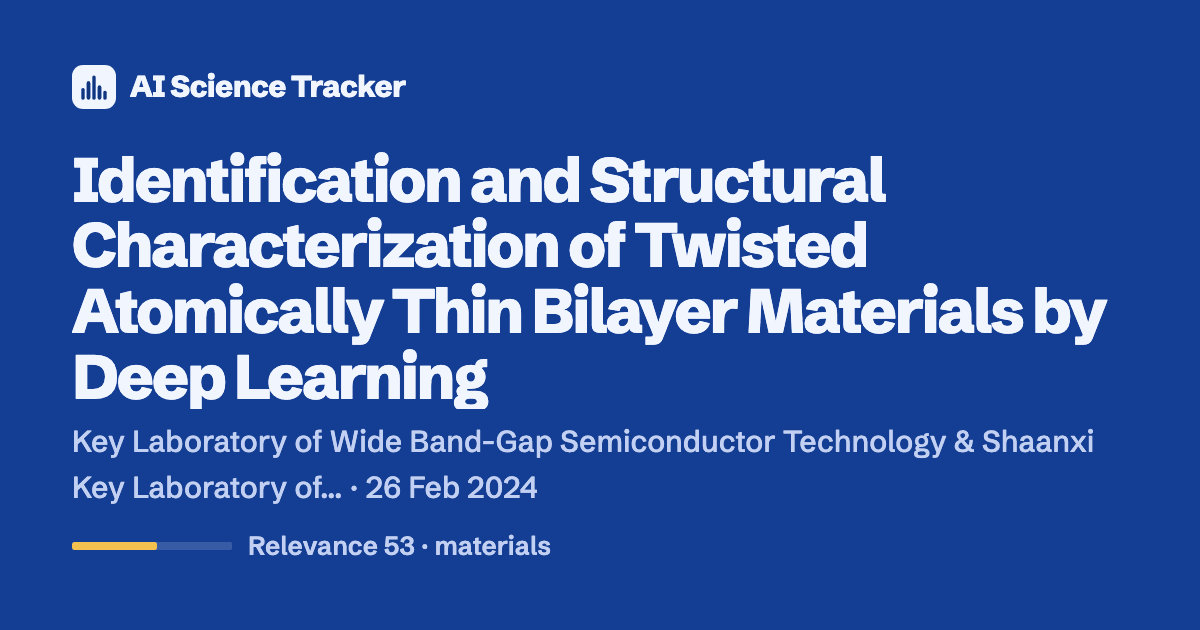 AI Science Tracker
Identification and Structural
Characterization of Twisted
Atomically Thin Bilayer Materials by
Deep Learning
Key Laboratory of Wide Band-Gap Semiconductor Technology & Shaanxi
Key Laboratory of... · 26 Feb 2024
Relevance 53 · materials